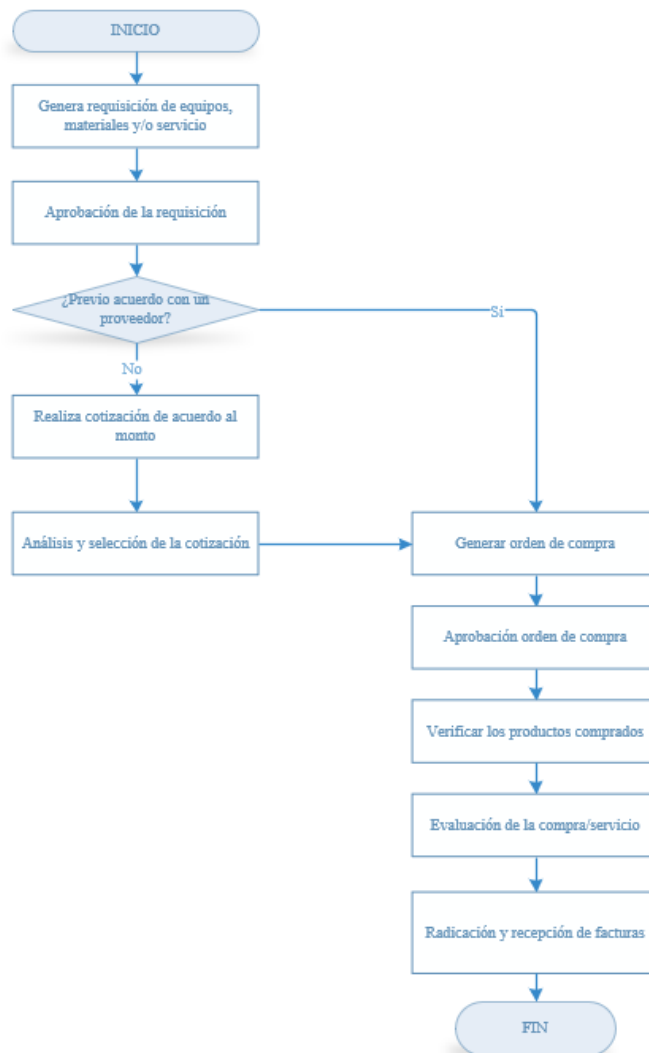 INICIO
Genera requisición de equipos,
materiales y/o servicio
Aprobación de la requisición
¿Previo acuerdo con un
proveedor?
Si
No
Realiza cotización de acuerdo al
monto
Análisis y selección de la cotización
Generar orden de compra
Aprobación orden de compra
Verificar los productos comprados
Evaluación de la compra/servicio
Radicación y recepción de facturas
FIN